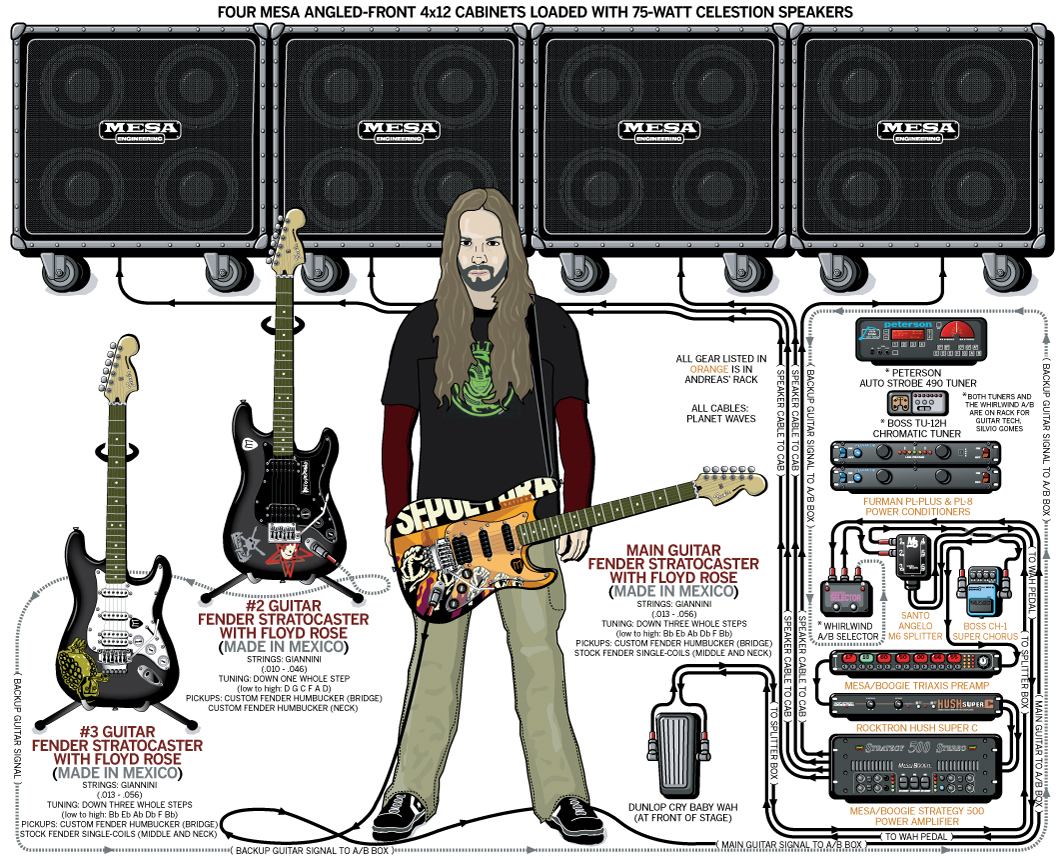 FOUR MESA ANGLED-FRONT 4x12 CABINETS LOADED WITH 75-WATT CELESTION SPEAKERS
MESA
ENGINEERING
MESA
ENGINEERING
MESA
ENGINEERING
MESA
ENGINEERING
ALL GEAR LISTED IN
ORANGE IS IN
ANDREAS' RACK
ALL CABLES:
PLANET WAVES
peterson
* PETERSON
AUTO STROBE 490 TUNER
* BOSS TU-12H
CHROMATIC TUNER
* BOTH TUNERS AND
THE WHIRLWIND A/B
ARE ON RACK FOR
GUITAR TECH,
SILVIO GOMES
FURMAN PL-PLUS & PL-8
POWER CONDITIONERS
SELECTOR
* WHIRLWIND
A/B SELECTOR
M6
SANTO
ANGELO
M6 SPLITTER
BOSS CH-1
SUPER CHORUS
MESA/BOOGIE TRIAXIS PREAMP
HUSH SUPER C
ROCKTRON HUSH SUPER C
STRATEGY 500 STEREO
MESA/BOOGIE
MESA/BOOGIE STRATEGY 500
POWER AMPLIFIER
SEPULTURA
MAIN GUITAR
FENDER STRATOCASTER
WITH FLOYD ROSE
(MADE IN MEXICO)
STRINGS: GIANNINI
(.013 - .056)
TUNING: DOWN THREE WHOLE STEPS
(low to high: Bb Eb Ab Db F Bb)
PICKUPS: CUSTOM FENDER HUMBUCKER (BRIDGE)
STOCK FENDER SINGLE-COILS (MIDDLE AND NECK)
#2 GUITAR
FENDER STRATOCASTER
WITH FLOYD ROSE
(MADE IN MEXICO)
STRINGS: GIANNINI
(.010 - .046)
TUNING: DOWN ONE WHOLE STEP
(low to high: D G C F A D)
PICKUPS: CUSTOM FENDER HUMBUCKER (BRIDGE)
CUSTOM FENDER HUMBUCKER (NECK)
#3 GUITAR
FENDER STRATOCASTER
WITH FLOYD ROSE
(MADE IN MEXICO)
STRINGS: GIANNINI
(.013 - .056)
TUNING: DOWN THREE WHOLE STEPS
(low to high: Bb Eb Ab Db F Bb)
PICKUPS: CUSTOM FENDER HUMBUCKER (BRIDGE)
STOCK FENDER SINGLE-COILS (MIDDLE AND NECK)
DUNLOP CRY BABY WAH
(AT FRONT OF STAGE)
(SPEAKER CABLE TO CAB)
(SPEAKER CABLE TO CAB)
(SPEAKER CABLE TO CAB)
(SPEAKER CABLE TO CAB)
(BACKUP GUITAR SIGNAL TO A/B BOX)
(BACKUP GUITAR SIGNAL TO A/B BOX)
(TO WAH PEDAL)
(TO SPLITTER BOX)
(MAIN GUITAR TO A/B BOX)
(TO SPLITTER BOX)
(TO WAH PEDAL)
(MAIN GUITAR SIGNAL TO A/B BOX)
(BACKUP GUITAR SIGNAL TO A/B BOX)
(BACKUP GUITAR SIGNAL)